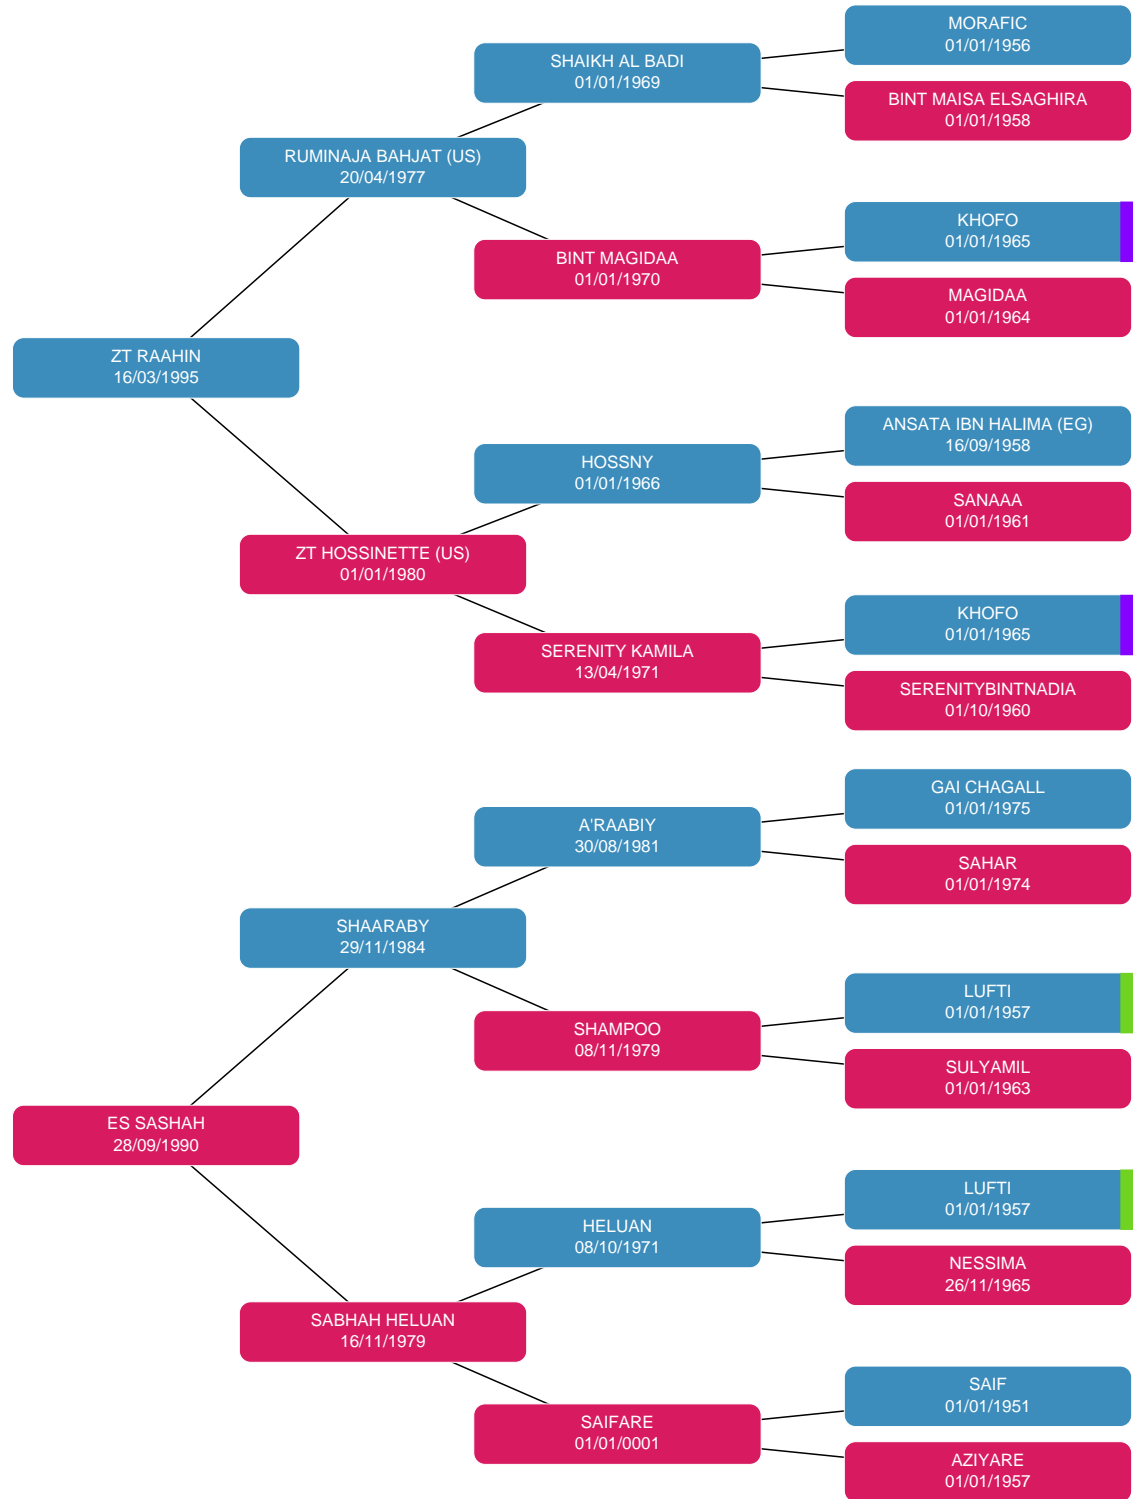 MORAFIC
01/01/1956
SHAIKH AL BADI
01/01/1969
BINT MAISA ELSAGHIRA
01/01/1958
RUMINAJA BAHJAT (US)
20/04/1977
KHOFO
01/01/1965
BINT MAGIDAA
01/01/1970
MAGIDAA
01/01/1964
ZT RAAHIN
16/03/1995
ANSATA IBN HALIMA (EG)
16/09/1958
HOSSNY
01/01/1966
SANAAA
01/01/1961
ZT HOSSINETTE (US)
01/01/1980
KHOFO
01/01/1965
SERENITY KAMILA
13/04/1971
SERENITYBINTNADIA
01/10/1960
GAI CHAGALL
01/01/1975
A'RAABIY
30/08/1981
SAHAR
01/01/1974
SHAARABY
29/11/1984
LUFTI
01/01/1957
SHAMPOO
08/11/1979
SULYAMIL
01/01/1963
ES SASHAH
28/09/1990
LUFTI
01/01/1957
HELUAN
08/10/1971
NESSIMA
26/11/1965
SABHAH HELUAN
16/11/1979
SAIF
01/01/1951
SAIFARE
01/01/0001
AZIYARE
01/01/1957